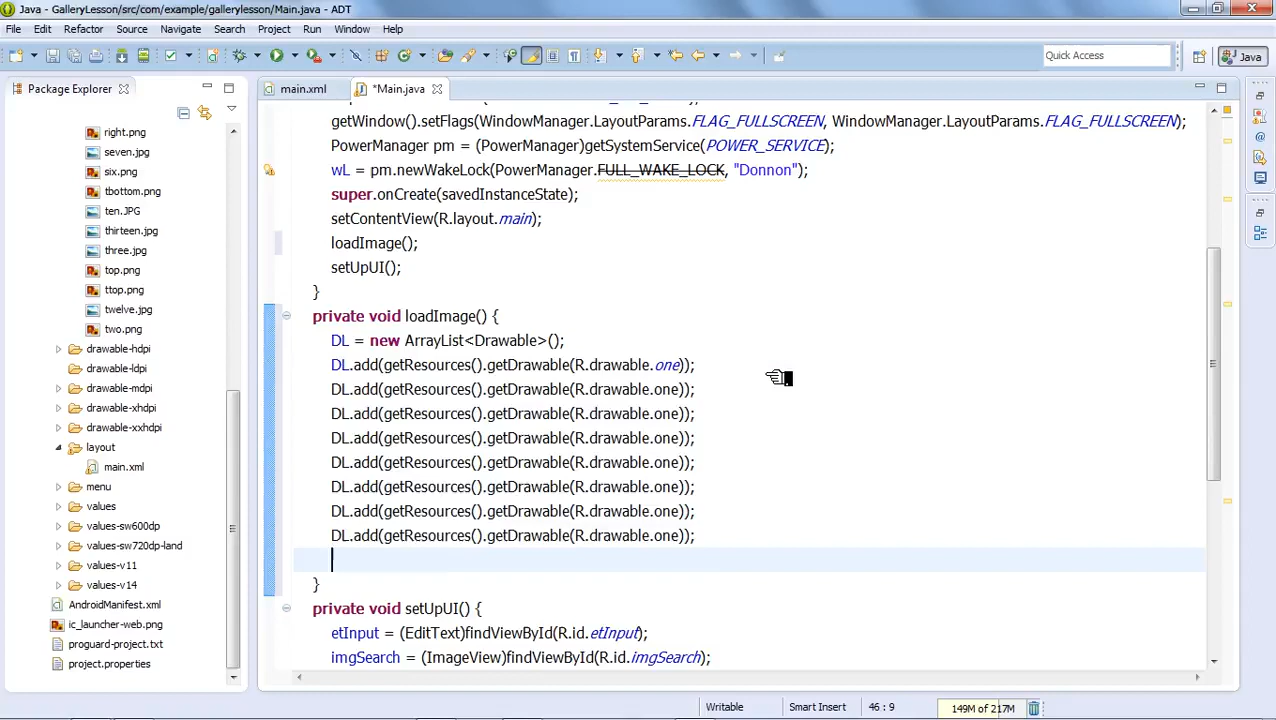 Java - GalleryLesson/src/com/example/gallerylesson/Main.java - ADT
File Edit Refactor Source Navigate Search Project Run Window Help
Quick Access
Java
Package Explorer
main.xml
*Main.java
right.png
seven.jpg
six.png
tbottom.png
ten.JPG
thirteen.jpg
three.jpg
top.png
ttop.png
twelve.jpg
two.png
drawable-hdpi
drawable-ldpi
drawable-mdpi
drawable-xhdpi
drawable-xxhdpi
layout
main.xml
menu
values
values-sw600dp
values-sw720dp-land
values-v11
values-v14
AndroidManifest.xml
ic_launcher-web.png
proguard-project.txt
project.properties
getWindow().setFlags(WindowManager.LayoutParams.FLAG_FULLSCREEN, WindowManager.LayoutParams.FLAG_FULLSCREEN);
PowerManager pm = (PowerManager)getSystemService(POWER_SERVICE);
wL = pm.newWakeLock(PowerManager.FULL_WAKE_LOCK, "Donnon");
super.onCreate(savedInstanceState);
setContentView(R.layout.main);
loadImage();
setUpUI();
}
private void loadImage() {
DL = new ArrayList<Drawable>();
DL.add(getResources().getDrawable(R.drawable.one));
DL.add(getResources().getDrawable(R.drawable.one));
DL.add(getResources().getDrawable(R.drawable.one));
DL.add(getResources().getDrawable(R.drawable.one));
DL.add(getResources().getDrawable(R.drawable.one));
DL.add(getResources().getDrawable(R.drawable.one));
DL.add(getResources().getDrawable(R.drawable.one));
DL.add(getResources().getDrawable(R.drawable.one));
}
private void setUpUI() {
etInput = (EditText)findViewById(R.id.etInput);
imgSearch = (ImageView)findViewById(R.id.imgSearch);
Writable
Smart Insert
46 : 9
149M of 217M